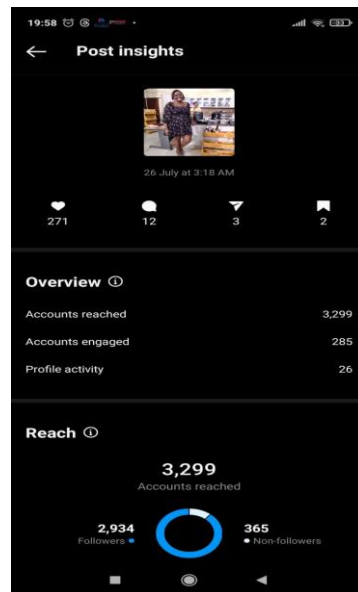 19:58
Post insights
26 July at 3:18 AM
271 12 3 2
Overview
Accounts reached 3,299
Accounts engaged 285
Profile activity 26
Reach
3,299
Accounts reached
2,934 365
Followers Non-followers